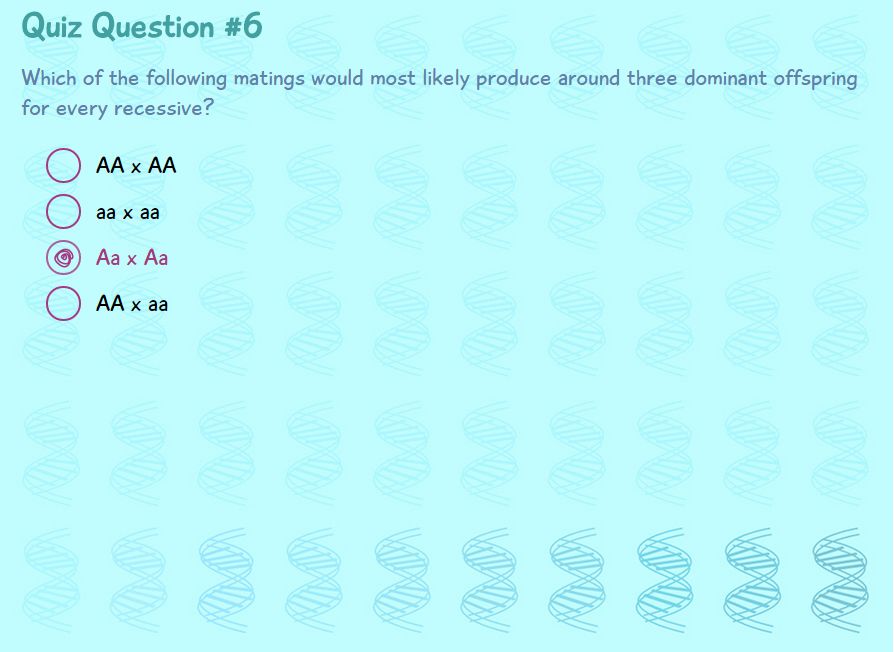 Quiz Question #6
Which of the following matings would most likely produce around three dominant offspring
for every recessive?
AA x AA
aa x aa
Aa x Aa
AA x aa